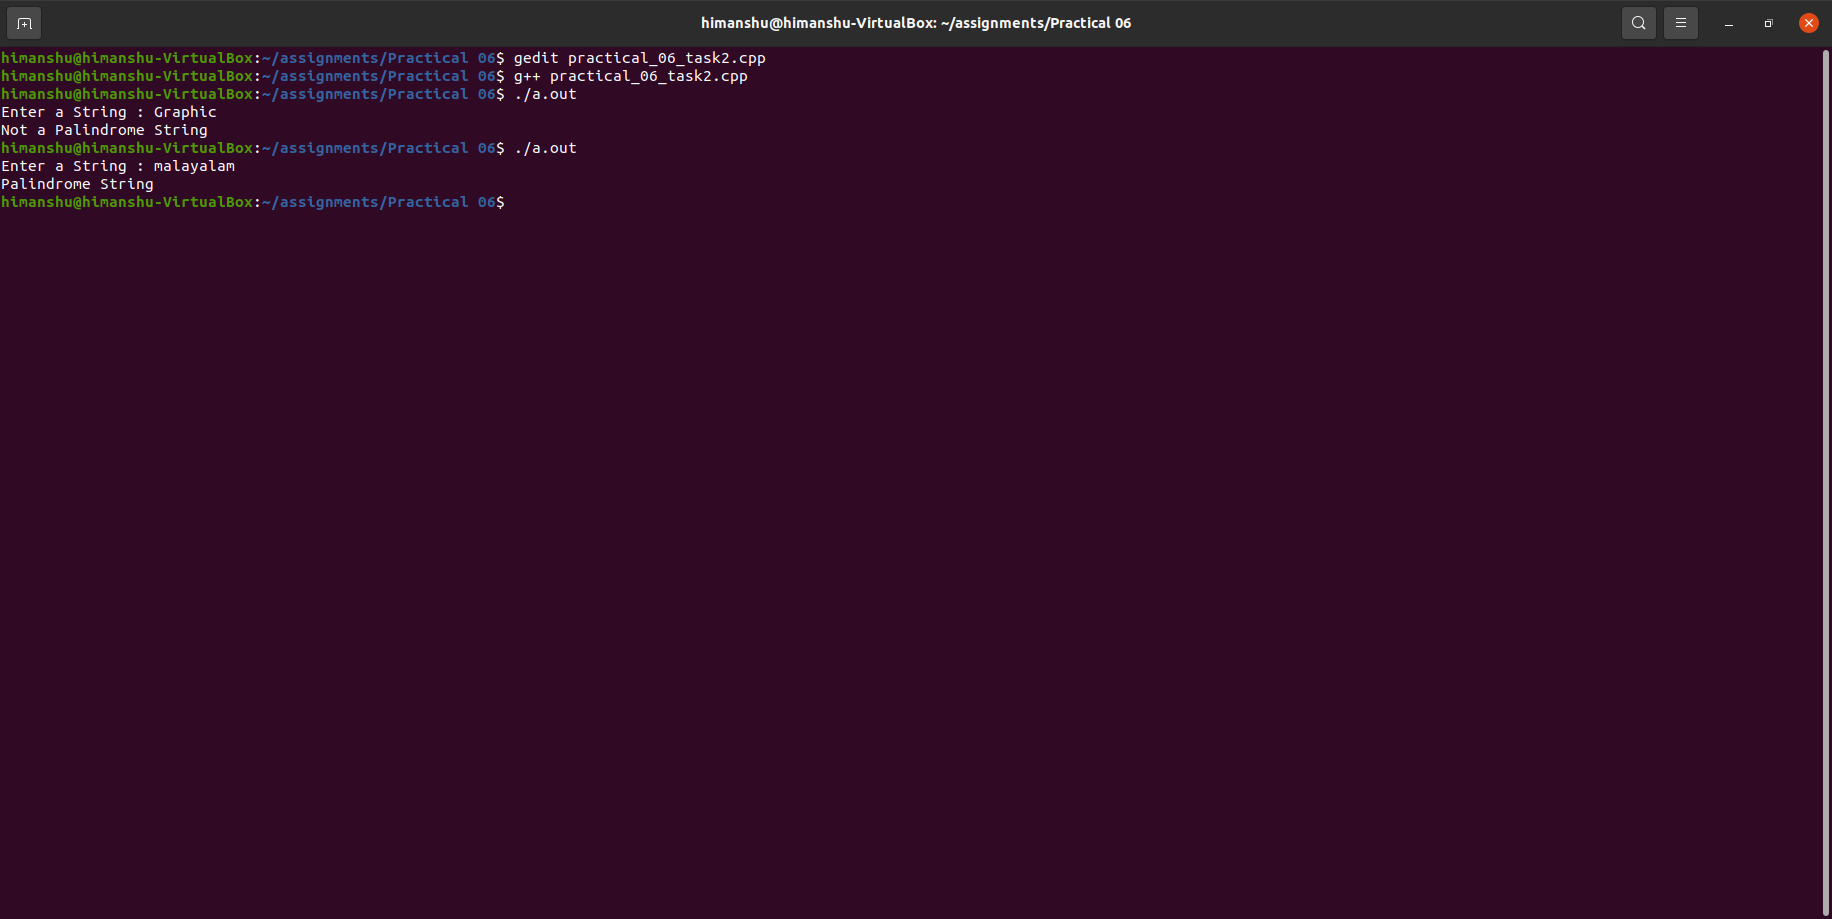 himanshu@himanshu-VirtualBox: ~/assignments/Practical 06
himanshu@himanshu-VirtualBox:~/assignments/Practical 06$ gedit practical_06_task2.cpp
himanshu@himanshu-VirtualBox:~/assignments/Practical 06$ g++ practical_06_task2.cpp
himanshu@himanshu-VirtualBox:~/assignments/Practical 06$ ./a.out
Enter a String : Graphic
Not a Palindrome String
himanshu@himanshu-VirtualBox:~/assignments/Practical 06$ ./a.out
Enter a String : malayalam
Palindrome String
himanshu@himanshu-VirtualBox:~/assignments/Practical 06$